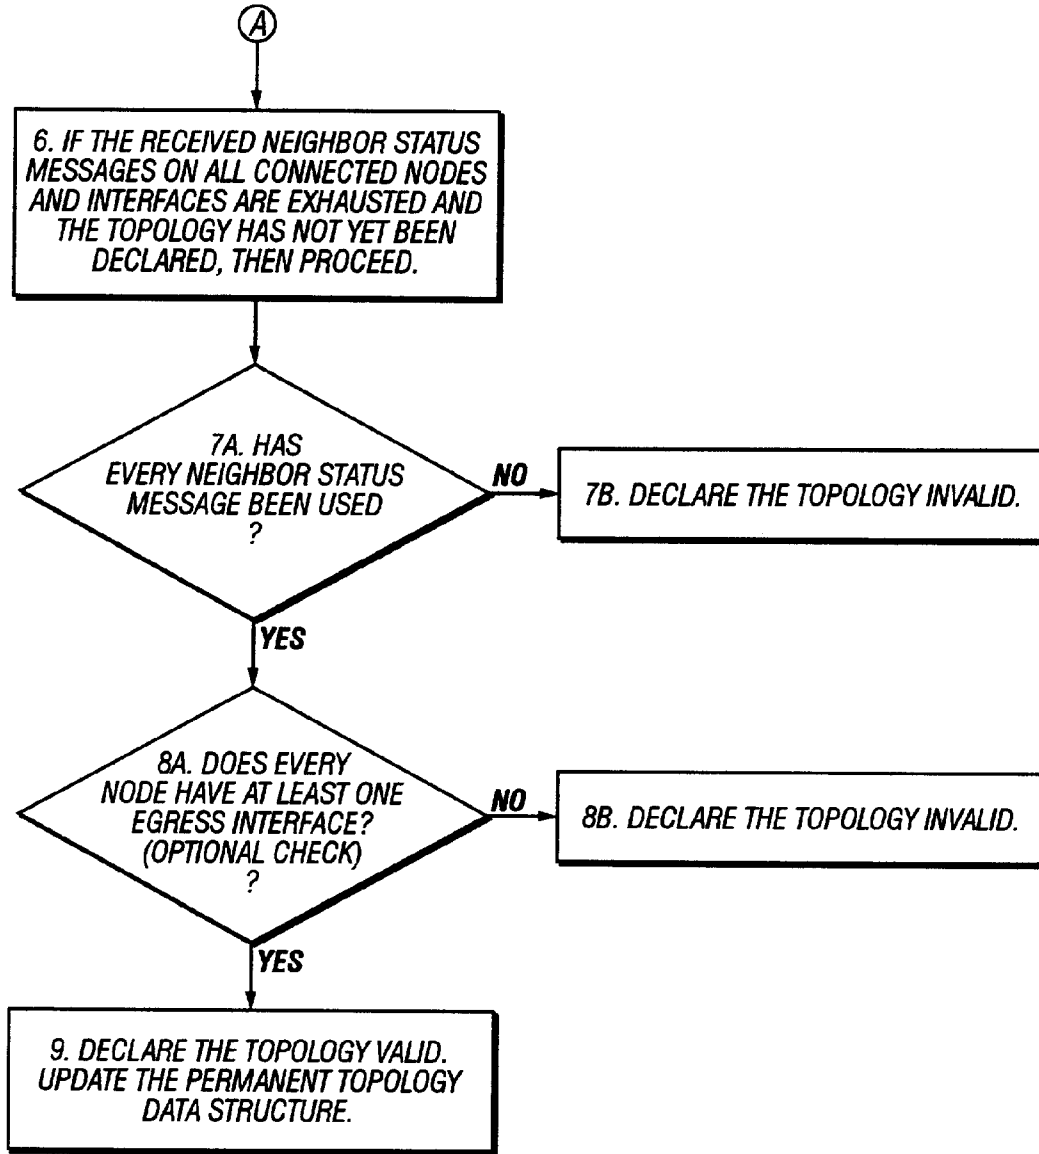 A
6. IF THE RECEIVED NEIGHBOR STATUS
MESSAGES ON ALL CONNECTED NODES
AND INTERFACES ARE EXHAUSTED AND
THE TOPOLOGY HAS NOT YET BEEN
DECLARED, THEN PROCEED.
7A. HAS
EVERY NEIGHBOR STATUS
MESSAGE BEEN USED
?
NO
7B. DECLARE THE TOPOLOGY INVALID.
YES
8A. DOES EVERY
NODE HAVE AT LEAST ONE
EGRESS INTERFACE?
(OPTIONAL CHECK)
?
NO
8B. DECLARE THE TOPOLOGY INVALID.
YES
9. DECLARE THE TOPOLOGY VALID.
UPDATE THE PERMANENT TOPOLOGY
DATA STRUCTURE.